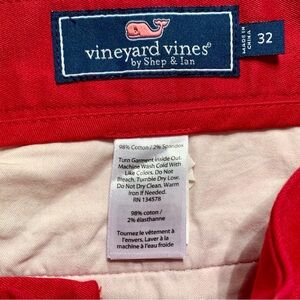 vineyard vines®
by Shep & Ian
MADE IN
CHINA
32
98% Cotton / 2% Spandex
Turn Garment Inside Out.
Machine Wash Cold With
Like Colors. Do Not
Bleach. Tumble Dry Low.
Do Not Dry Clean. Warm
Iron If Needed.
RN 134578
98% coton /
2% élasthanne
Tournez le vêtement à
l'envers. Laver à la
machine à l'eau froide